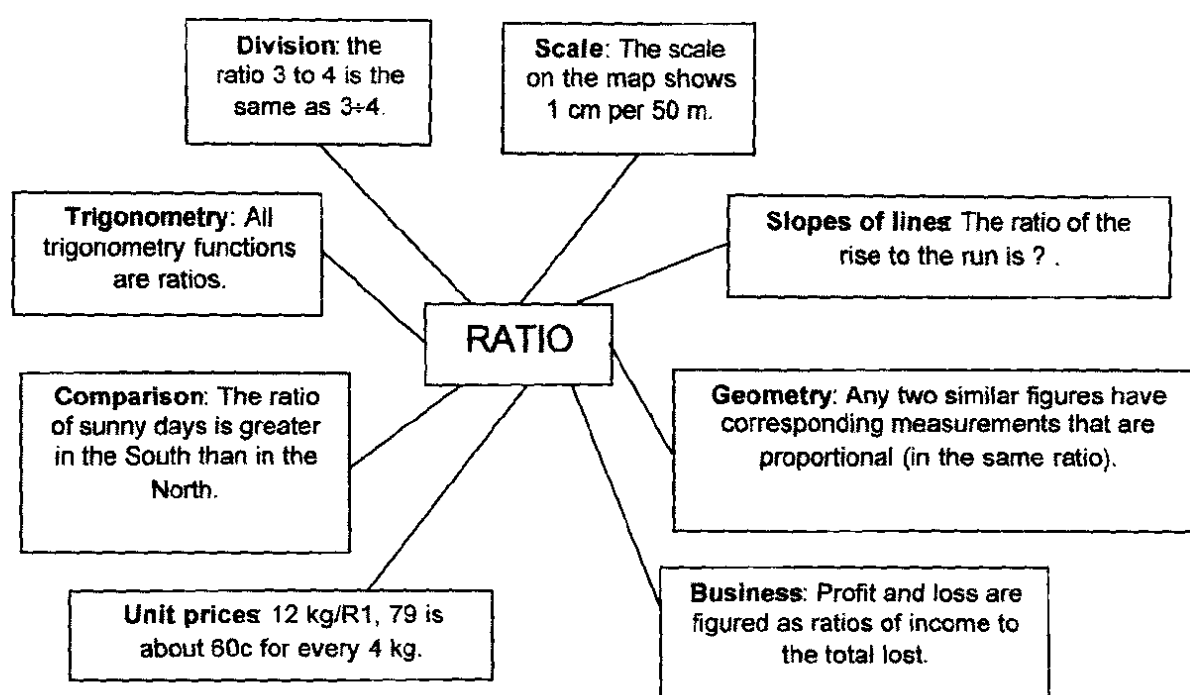 Division: the
ratio 3 to 4 is the
same as 3÷4.
Scale: The scale
on the map shows
1 cm per 50 m.
Trigonometry: All
trigonometry functions
are ratios.
Slopes of lines: The ratio of the
rise to the run is ? .
RATIO
Comparison: The ratio
of sunny days is greater
in the South than in the
North.
Geometry: Any two similar figures have
corresponding measurements that are
proportional (in the same ratio).
Unit prices: 12 kg/R1, 79 is
about 60c for every 4 kg.
Business: Profit and loss are
figured as ratios of income to
the total lost.